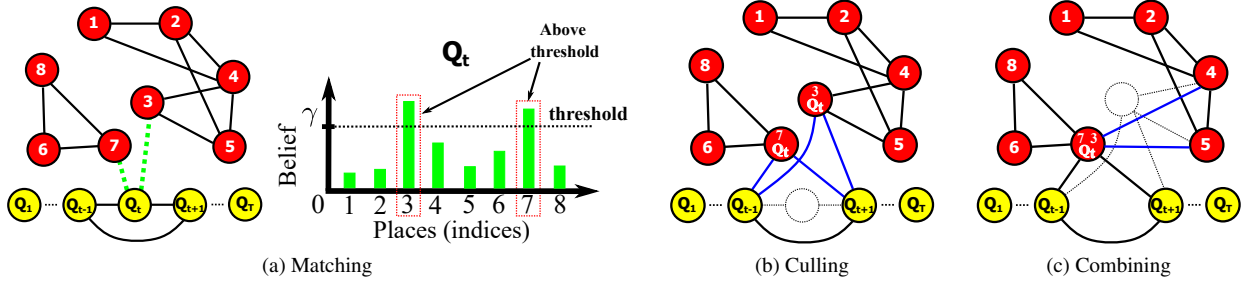 1
2
8
4
3
6
7
5
Q₁ ... Qt-1 Qt Qt+1 ... QT
Qt
Above
threshold
threshold
γ
Belief
0 1 2 3 4 5 6 7 8
Places (indices)
(a) Matching
1
2
8
4
3
Qt
7
Qt
6
5
Q₁ ... Qt-1 Qt+1 ... QT
(b) Culling
1
2
8
4
6
7 3
Qt
5
Q₁ ... Qt-1 Qt+1 ... QT
(c) Combining